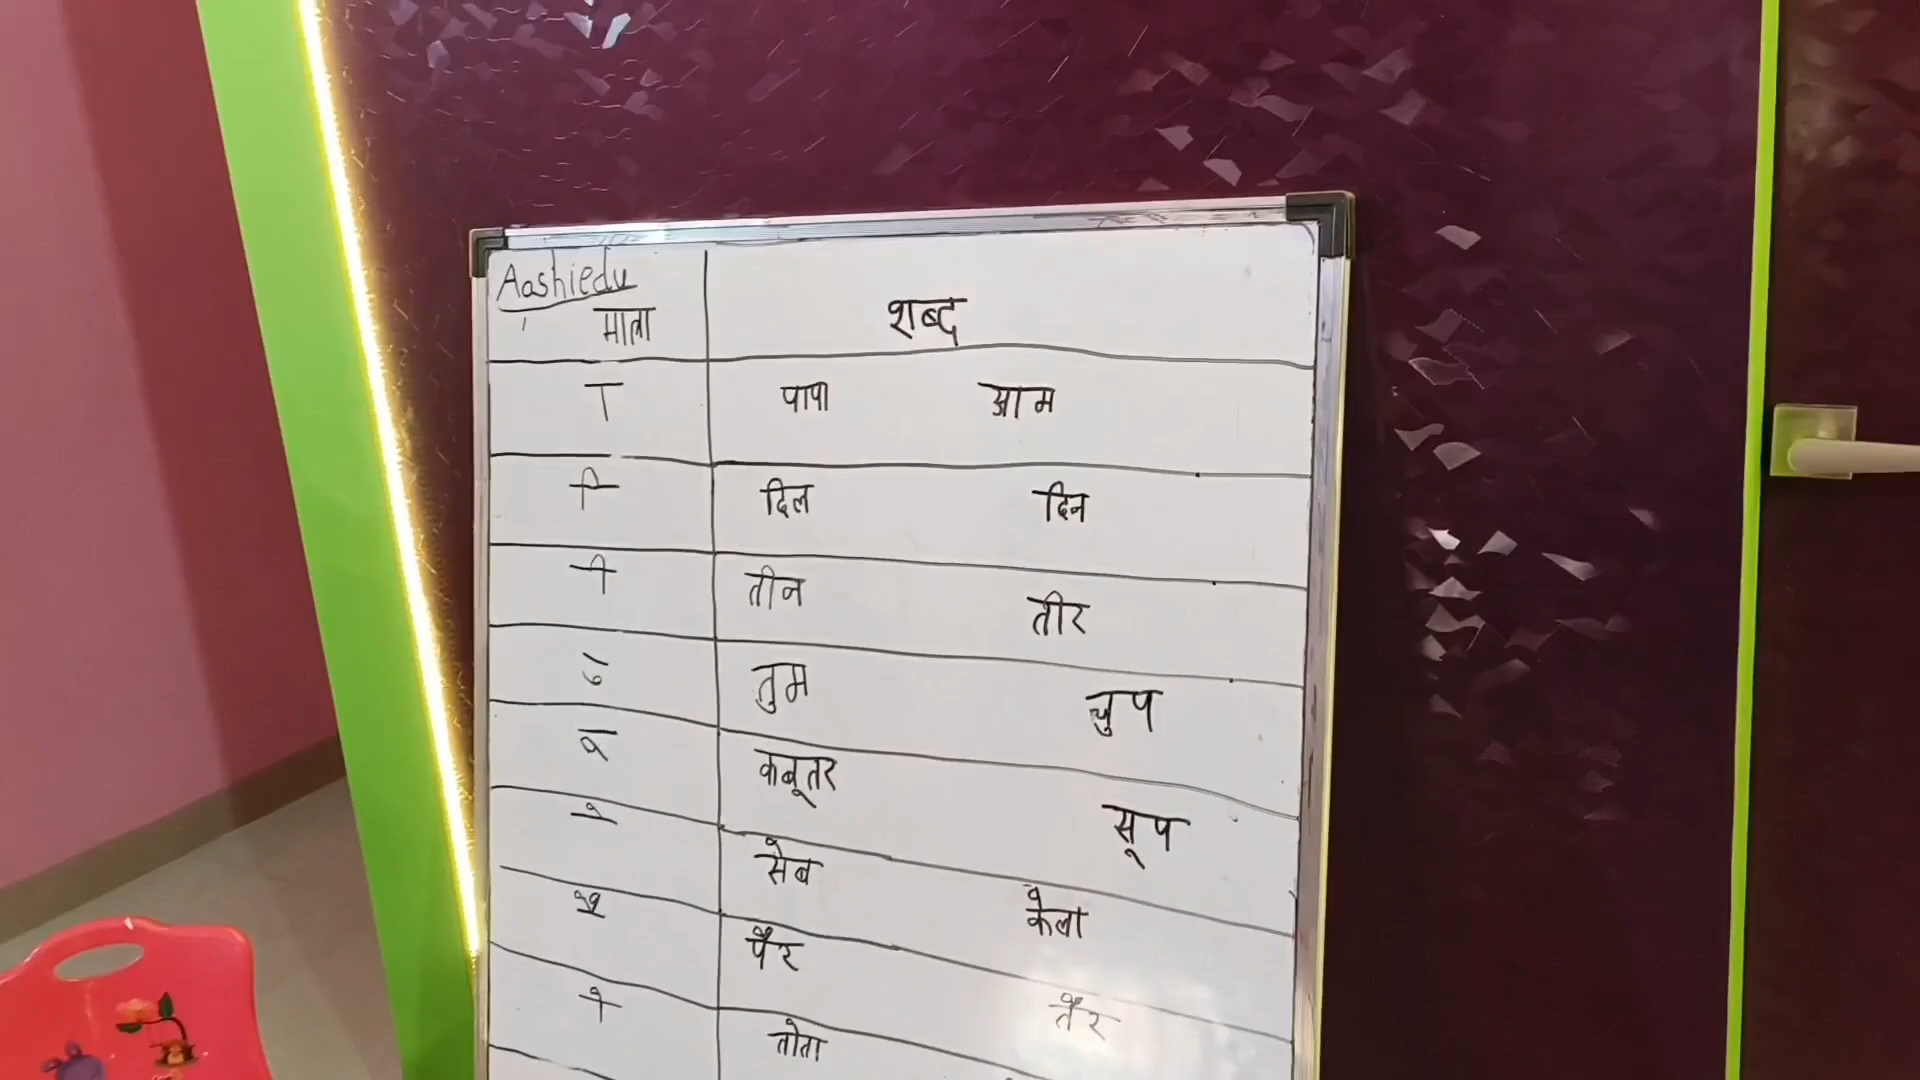 Aashiedu
माला शब्द
ा पापा आम
ि दिल दिन
ी तीन तीर
ु तुम चुप
ू कबूतर सूप
े सेब केला
ै पैर तैर
ो तोता